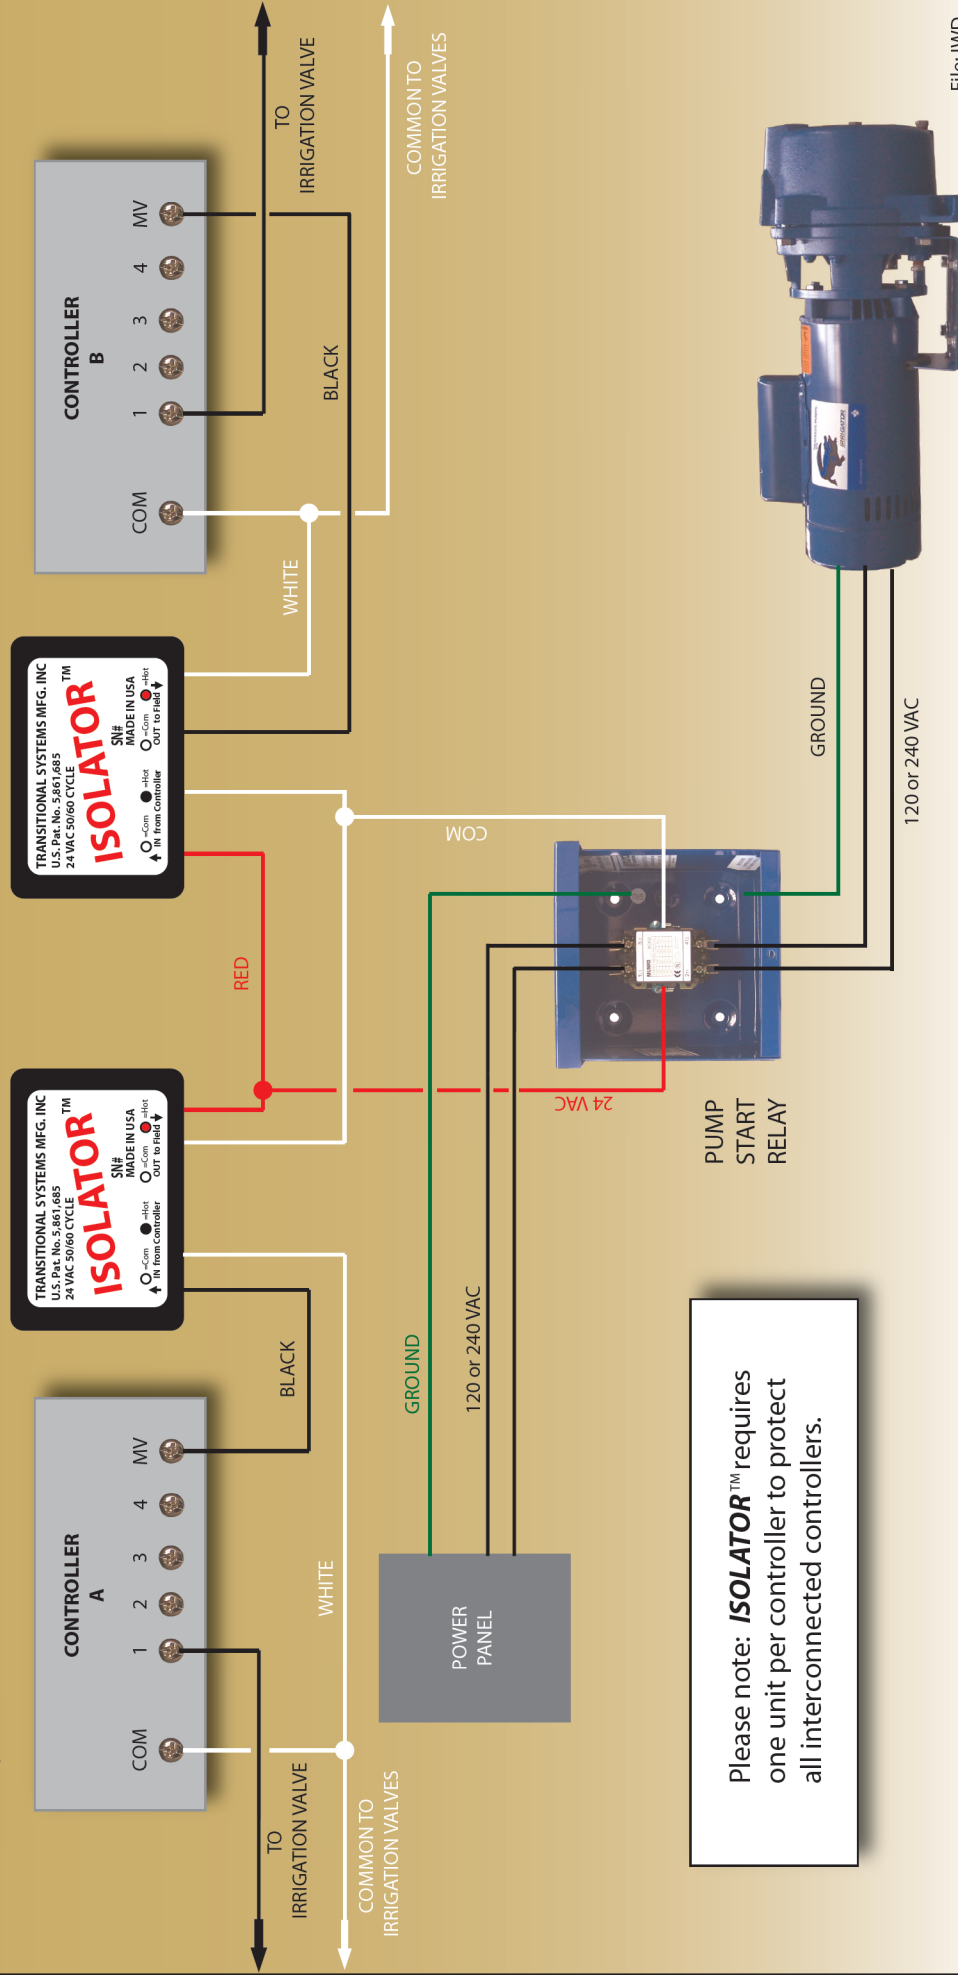 CONTROLLER
A
COM
1
2
3
4
MV
TO
IRRIGATION VALVE
COMMON TO
IRRIGATION VALVES
WHITE
BLACK
TRANSITIONAL SYSTEMS MFG. INC
U.S. Pat. No. 5,861,685
24 VAC 50/60 CYCLE
ISOLATOR TM
SN#
MADE IN USA
=Com =Hot
IN from Controller
=Com =Hot
OUT to Field
RED
TRANSITIONAL SYSTEMS MFG. INC
U.S. Pat. No. 5,861,685
24 VAC 50/60 CYCLE
ISOLATOR TM
SN#
MADE IN USA
=Com =Hot
IN from Controller
=Com =Hot
OUT to Field
WHITE
BLACK
CONTROLLER
B
COM
1
2
3
4
MV
TO
IRRIGATION VALVE
COMMON TO
IRRIGATION VALVES
POWER
PANEL
GROUND
120 or 240 VAC
24 VAC
COM
PUMP
START
RELAY
MUNRO
GROUND
120 or 240 VAC
IRRIGATOR
Please note: ISOLATOR™ requires
one unit per controller to protect
all interconnected controllers.